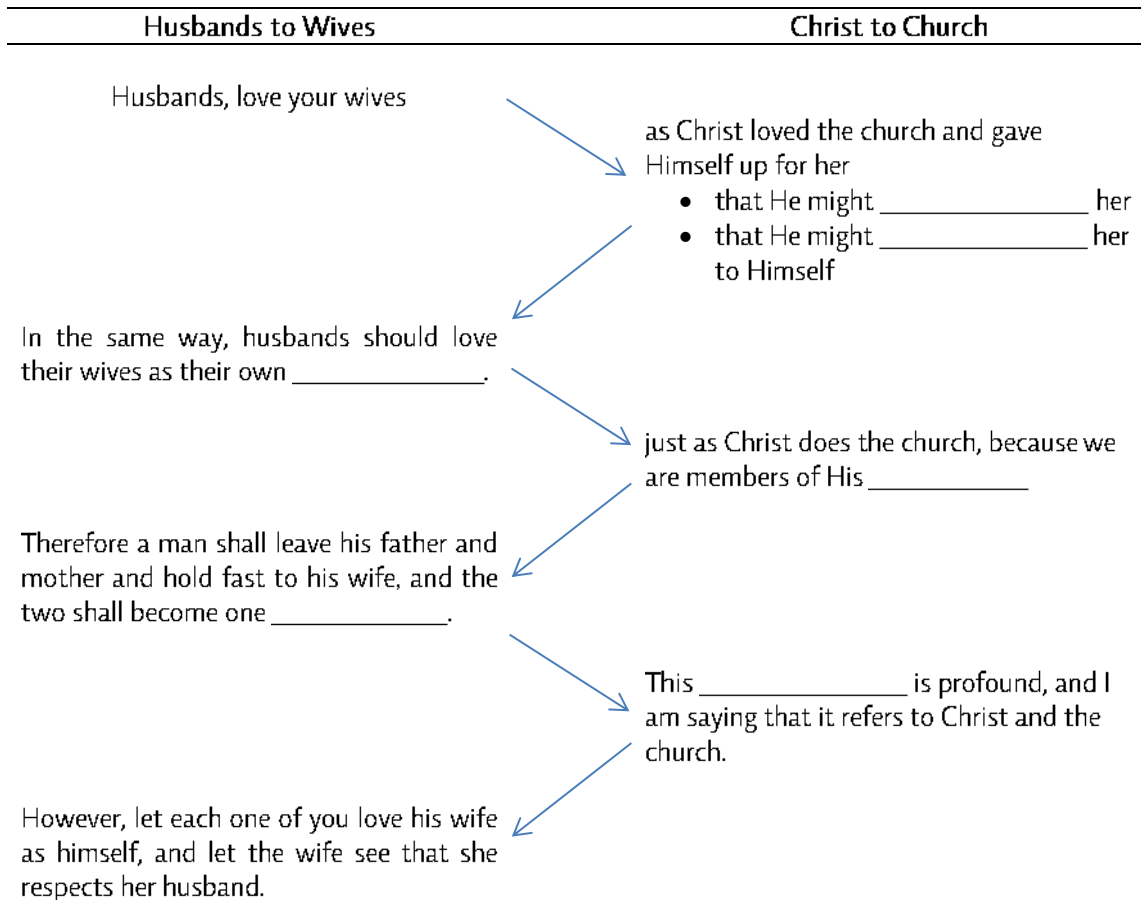 Husbands to Wives
Christ to Church
Husbands, love your wives
as Christ loved the church and gave
Himself up for her
• that He might _______________ her
• that He might _______________ her
to Himself
In the same way, husbands should love
their wives as their own ______________.
just as Christ does the church, because we
are members of His ____________
Therefore a man shall leave his father and
mother and hold fast to his wife, and the
two shall become one _____________.
This _______________ is profound, and I
am saying that it refers to Christ and the
church.
However, let each one of you love his wife
as himself, and let the wife see that she
respects her husband.